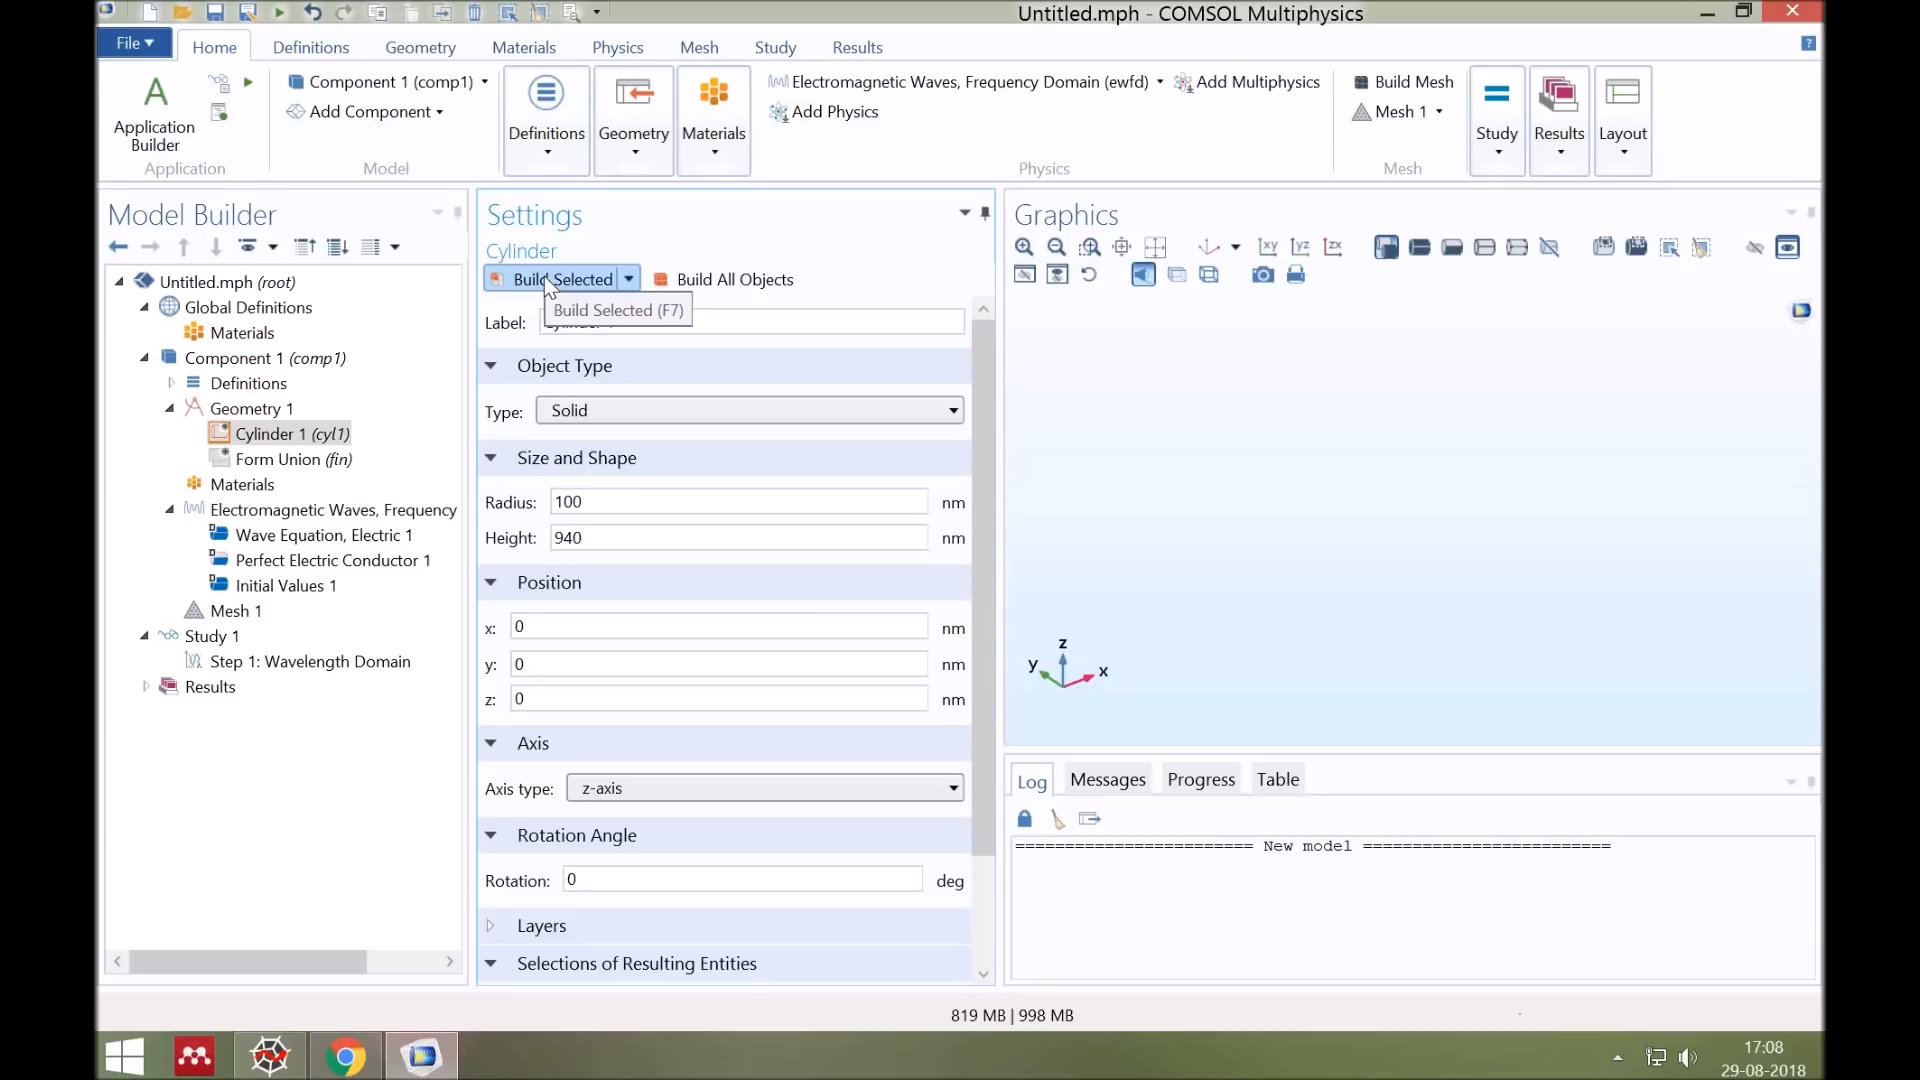 Untitled.mph - COMSOL Multiphysics
File Home Definitions Geometry Materials Physics Mesh Study Results
Application Builder
Application
Component 1 (comp1)
Add Component
Model
Definitions
Geometry
Materials
Electromagnetic Waves, Frequency Domain (ewfd)
Add Multiphysics
Add Physics
Physics
Build Mesh
Mesh 1
Mesh
Study
Results
Layout
Model Builder
Untitled.mph (root)
Global Definitions
Materials
Component 1 (comp1)
Definitions
Geometry 1
Cylinder 1 (cyl1)
Form Union (fin)
Materials
Electromagnetic Waves, Frequency
Wave Equation, Electric 1
Perfect Electric Conductor 1
Initial Values 1
Mesh 1
Study 1
Step 1: Wavelength Domain
Results
Settings
Cylinder
Build Selected
Build All Objects
Build Selected (F7)
Label:
Object Type
Type: Solid
Size and Shape
Radius: 100 nm
Height: 940 nm
Position
x: 0 nm
y: 0 nm
z: 0 nm
Axis
Axis type: z-axis
Rotation Angle
Rotation: 0 deg
Layers
Selections of Resulting Entities
Graphics
xy yz zx
z
y
x
Log Messages Progress Table
======================== New model =========================
819 MB | 998 MB
17:08
29-08-2018